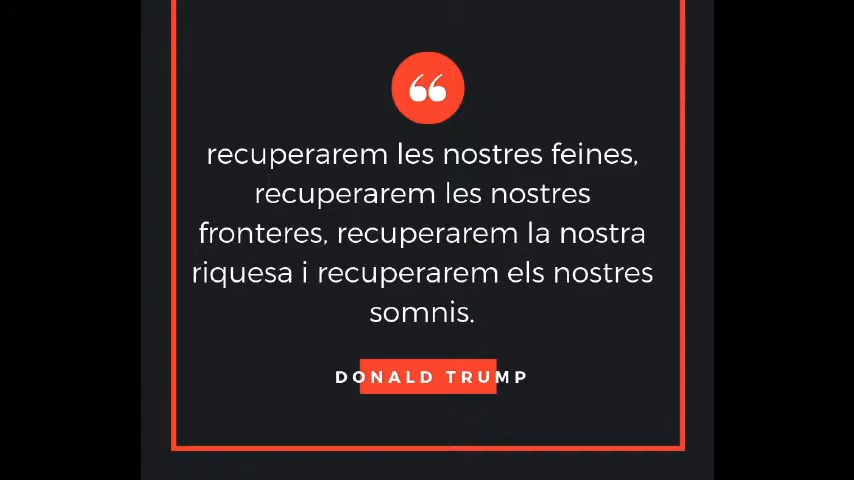 recuperarem les nostres feines,
recuperarem les nostres
fronteres, recuperarem la nostra
riquesa i recuperarem els nostres
somnis.
DONALD TRUMP